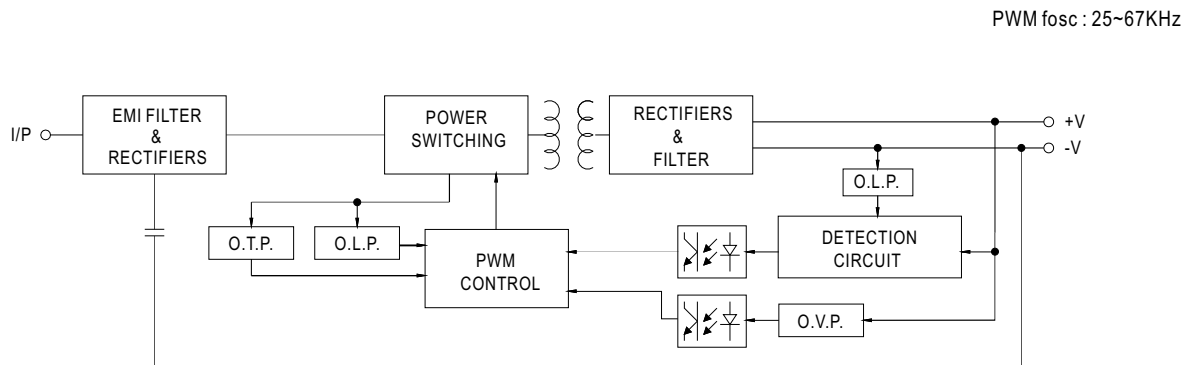 PWM fosc : 25~67KHz
I/P
EMI FILTER
&
RECTIFIERS
POWER
SWITCHING
RECTIFIERS
&
FILTER
+V
-V
O.L.P.
O.T.P.
O.L.P.
PWM
CONTROL
DETECTION
CIRCUIT
O.V.P.